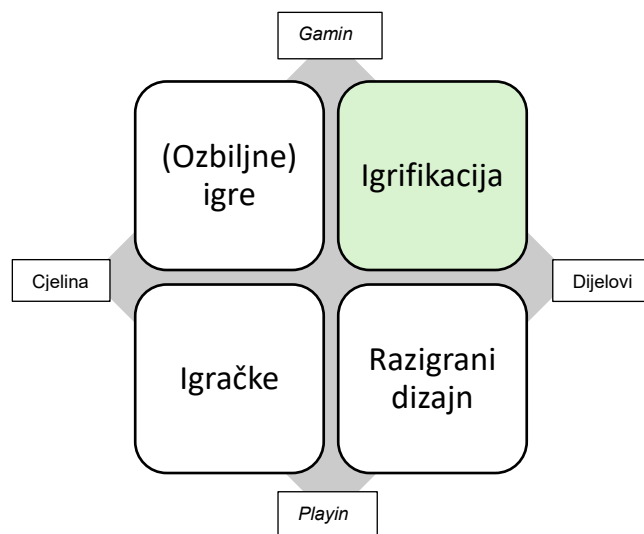 Gamin
(Ozbiljne)
igre
Igrifikacija
Cjelina
Dijelovi
Igračke
Razigrani
dizajn
Playin